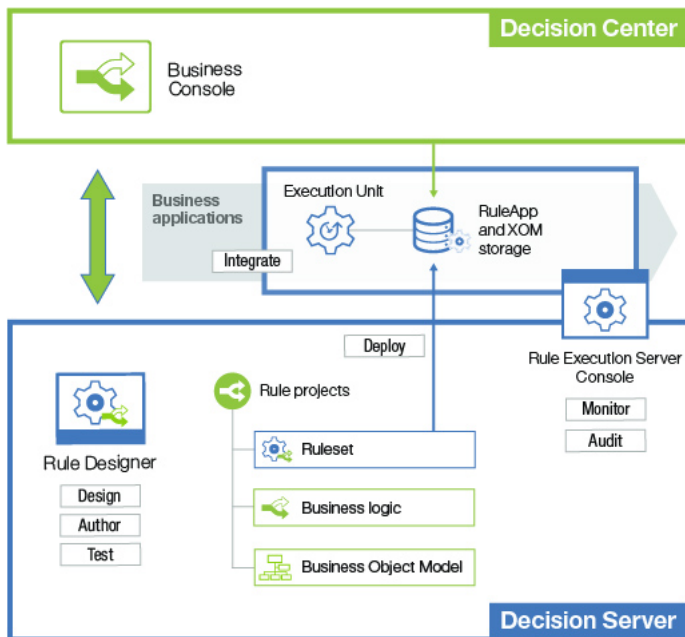 Decision Center
Business
Console
Business
applications
Execution Unit
RuleApp
and XOM
storage
Integrate
Deploy
Rule Execution Server
Console
Monitor
Audit
Rule projects
Rule Designer
Design
Author
Test
Ruleset
Business logic
Business Object Model
Decision Server